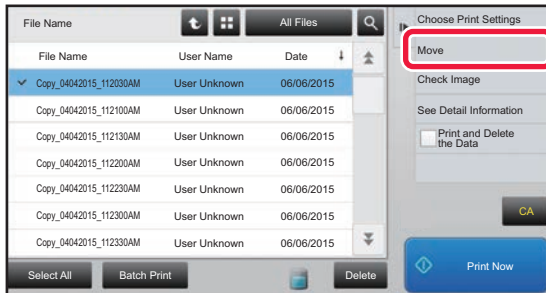 File Name
All Files
File Name User Name Date
Copy_04042015_112030AM User Unknown 06/06/2015
Copy_04042015_112100AM User Unknown 06/06/2015
Copy_04042015_112130AM User Unknown 06/06/2015
Copy_04042015_112200AM User Unknown 06/06/2015
Copy_04042015_112230AM User Unknown 06/06/2015
Copy_04042015_112300AM User Unknown 06/06/2015
Copy_04042015_112330AM User Unknown 06/06/2015
Select All Batch Print Delete
Choose Print Settings
Move
Check Image
See Detail Information
Print and Delete
the Data
CA
Print Now